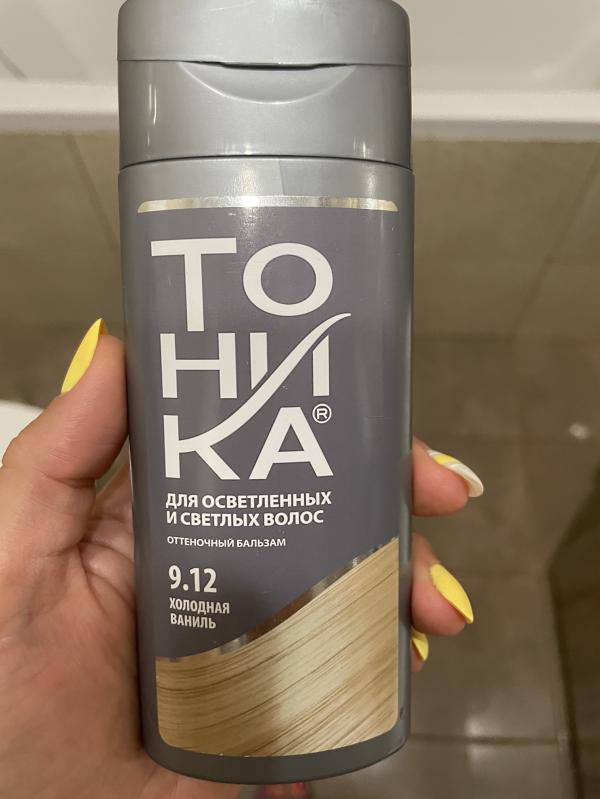 ТО
НИ
КА®
ДЛЯ ОСВЕТЛЕННЫХ
И СВЕТЛЫХ ВОЛОС
ОТТЕНОЧНЫЙ БАЛЬЗАМ
9.12
ХОЛОДНАЯ
ВАНИЛЬ